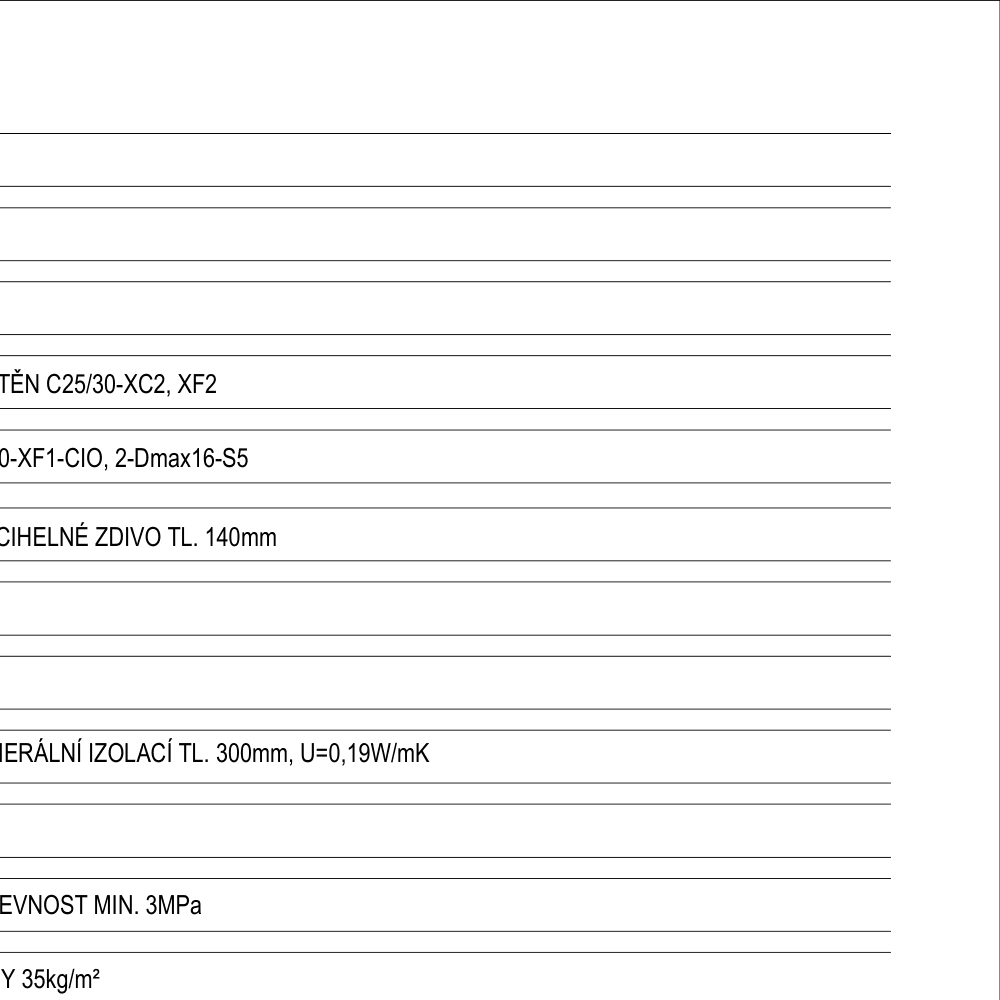 TĚN C25/30-XC2, XF2
0-XF1-CIO, 2-Dmax16-S5
CIHELNÉ ZDIVO TL. 140mm
IERÁLNÍ IZOLACÍ TL. 300mm, U=0,19W/mK
EVNOST MIN. 3MPa
Y 35kg/m²